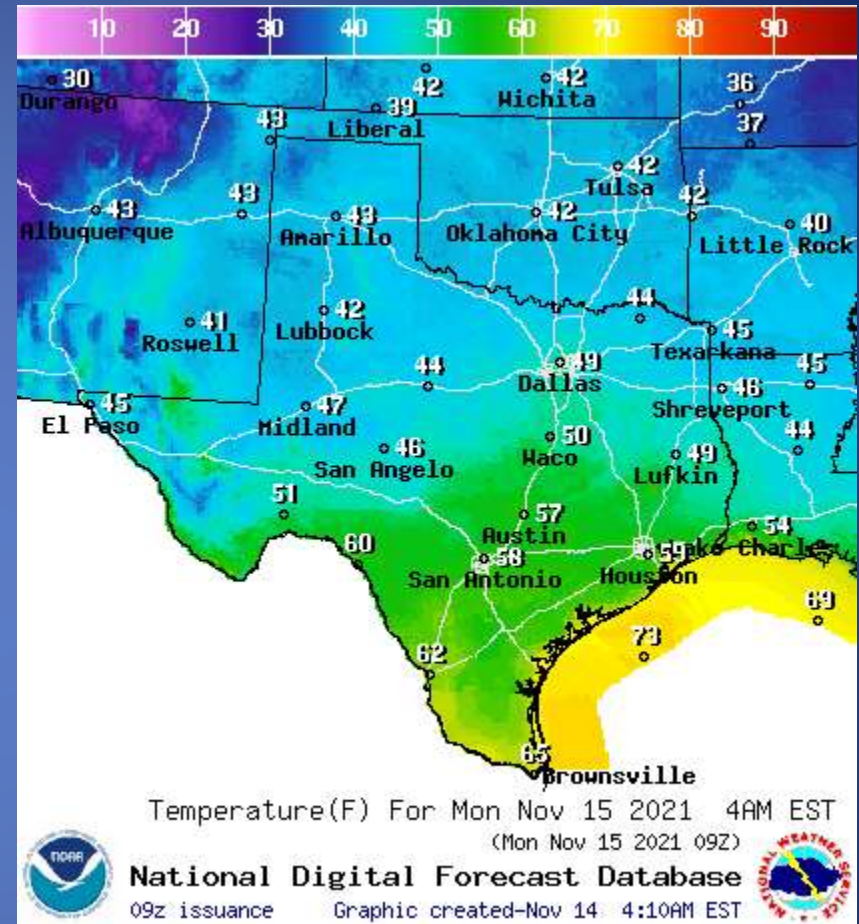 10 20 30 40 50 60 70 80 90
30
Durango
42
42
Wichita
36
39
Liberal
43
37
42
Tulsa
43
Albuquerque
43
43
Amarillo
42
Oklahoma City
42
40
Little Rock
41
Roswell
42
Lubbock
44
45
Texarkana
49
Dallas
44
46
Shreveport
45
45
El Paso
47
Midland
46
San Angelo
50
Waco
49
Lufkin
44
51
57
Austin
54
60
58
San Antonio
59
Houston
69
73
62
65
Brownsville
Temperature(F) For Mon Nov 15 2021 4AM EST
(Mon Nov 15 2021 09Z)
NOAA
NATIONAL WEATHER SERVICE
National Digital Forecast Database
09z issuance Graphic created-Nov 14 4:10AM EST